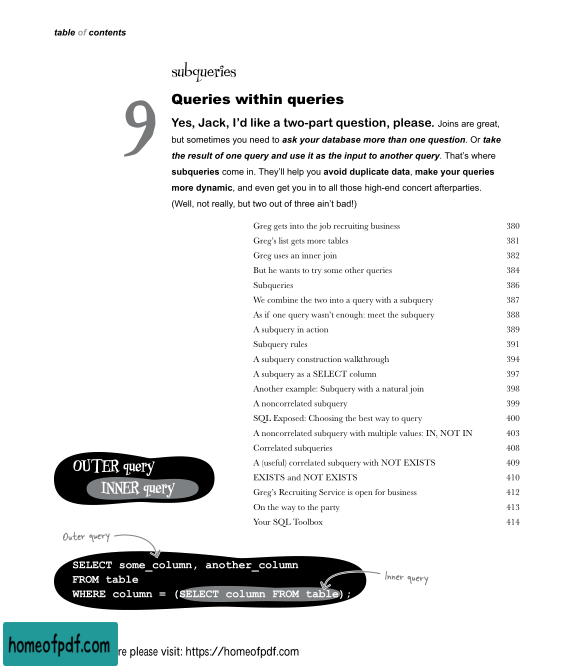 table of contents
subqueries
9
Queries within queries
Yes, Jack, I'd like a two-part question, please. Joins are great,
but sometimes you need to ask your database more than one question. Or take
the result of one query and use it as the input to another query. That's where
subqueries come in. They'll help you avoid duplicate data, make your queries
more dynamic, and even get you in to all those high-end concert afterparties.
(Well, not really, but two out of three ain't bad!)
Greg gets into the job recruiting business 380
Greg's list gets more tables 381
Greg uses an inner join 382
But he wants to try some other queries 384
Subqueries 386
We combine the two into a query with a subquery 387
As if one query wasn't enough: meet the subquery 388
A subquery in action 389
Subquery rules 391
A subquery construction walkthrough 394
A subquery as a SELECT column 397
Another example: Subquery with a natural join 398
A noncorrelated subquery 399
SQL Exposed: Choosing the best way to query 400
A noncorrelated subquery with multiple values: IN, NOT IN 403
Correlated subqueries 408
A (useful) correlated subquery with NOT EXISTS 409
EXISTS and NOT EXISTS 410
Greg's Recruiting Service is open for business 412
On the way to the party 413
Your SQL Toolbox 414
OUTER query
INNER query
Outer query
SELECT some_column, another_column
FROM table
WHERE column = (SELECT column FROM table);
Inner query
homeofpdf.com
re please visit: https://homeofpdf.com